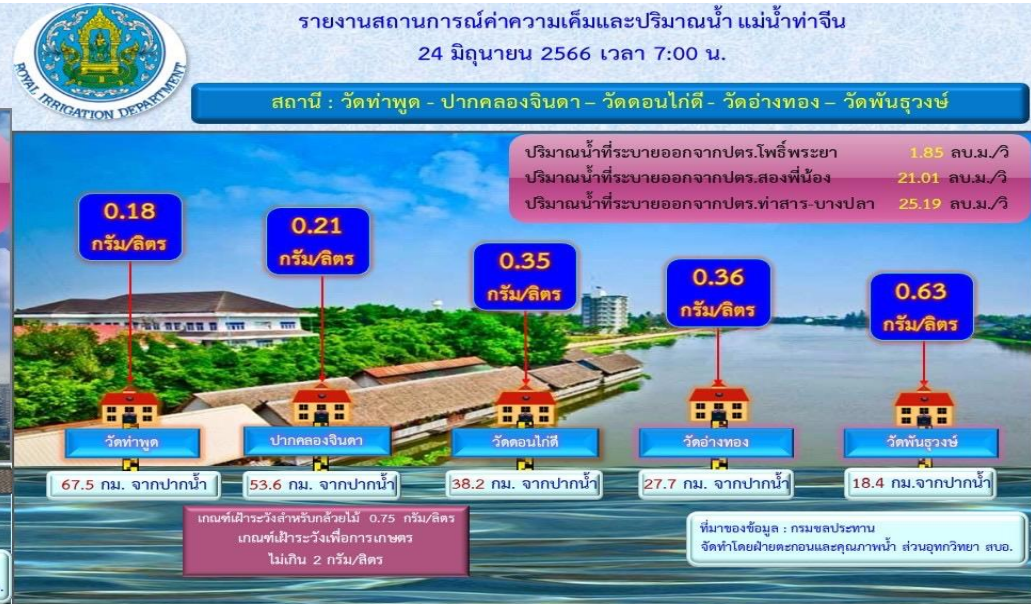 รายงานสถานการณ์ค่าความเค็มและปริมาณน้ำ แม่น้ำท่าจีน
24 มิถุนายน 2566 เวลา 7:00 น.
ROYAL IRRIGATION DEPARTMENT
สถานี : วัดท่าพูด - ปากคลองจินดา – วัดดอนไก่ดี - วัดอ่างทอง – วัดพันธุวงษ์
ปริมาณน้ำที่ระบายออกจากปตร.โพธิ์พระยา 1.85 ลบ.ม./วิ
ปริมาณน้ำที่ระบายออกจากปตร.สองพี่น้อง 21.01 ลบ.ม./วิ
ปริมาณน้ำที่ระบายออกจากปตร.ท่าสาร-บางปลา 25.19 ลบ.ม./วิ
0.18
กรัม/ลิตร
0.21
กรัม/ลิตร
0.35
กรัม/ลิตร
0.36
กรัม/ลิตร
0.63
กรัม/ลิตร
วัดท่าพูด
ปากคลองจินดา
วัดดอนไก่ดี
วัดอ่างทอง
วัดพันธุวงษ์
67.5 กม. จากปากน้ำ
53.6 กม. จากปากน้ำ
38.2 กม. จากปากน้ำ
27.7 กม. จากปากน้ำ
18.4 กม.จากปากน้ำ
เกณฑ์เฝ้าระวังสำหรับกล้วยไม้ 0.75 กรัม/ลิตร
เกณฑ์เฝ้าระวังเพื่อการเกษตร
ไม่เกิน 2 กรัม/ลิตร
ที่มาของข้อมูล : กรมชลประทาน
จัดทำโดยฝ่ายตะกอนและคุณภาพน้ำ ส่วนอุทกวิทยา สบอ.